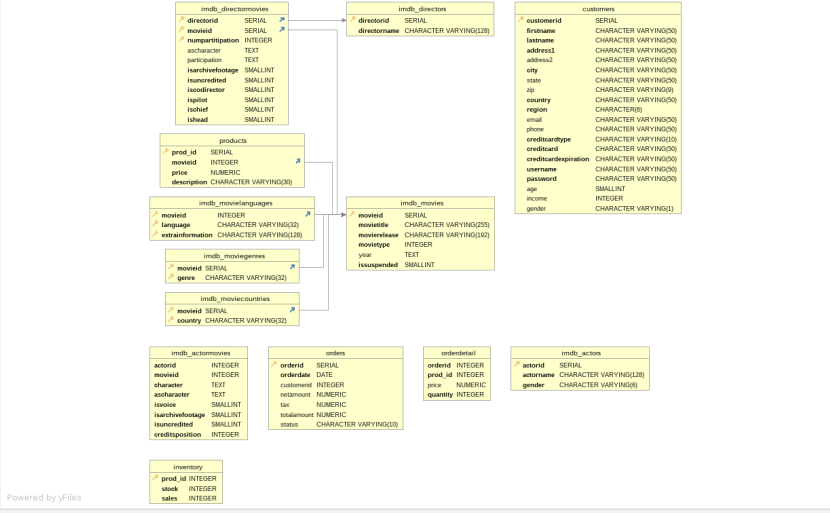 imdb_directormovies
directorid SERIAL
movieid SERIAL
numpartitipation INTEGER
ascharacter TEXT
participation TEXT
isarchivefootage SMALLINT
isuncredited SMALLINT
iscodirector SMALLINT
ispilot SMALLINT
ischief SMALLINT
ishead SMALLINT
imdb_directors
directorid SERIAL
directorname CHARACTER VARYING(128)
customers
customerid SERIAL
firstname CHARACTER VARYING(50)
lastname CHARACTER VARYING(50)
address1 CHARACTER VARYING(50)
address2 CHARACTER VARYING(50)
city CHARACTER VARYING(50)
state CHARACTER VARYING(50)
zip CHARACTER VARYING(9)
country CHARACTER VARYING(50)
region CHARACTER(6)
email CHARACTER VARYING(50)
phone CHARACTER VARYING(50)
creditcardtype CHARACTER VARYING(10)
creditcard CHARACTER VARYING(50)
creditcardexpiration CHARACTER VARYING(50)
username CHARACTER VARYING(50)
password CHARACTER VARYING(50)
age SMALLINT
income INTEGER
gender CHARACTER VARYING(1)
products
prod_id SERIAL
movieid INTEGER
price NUMERIC
description CHARACTER VARYING(30)
imdb_movielanguages
movieid INTEGER
language CHARACTER VARYING(32)
extrainformation CHARACTER VARYING(128)
imdb_movies
movieid SERIAL
movietitle CHARACTER VARYING(255)
movierelease CHARACTER VARYING(192)
movietype INTEGER
year TEXT
issuspended SMALLINT
imdb_moviegenres
movieid SERIAL
genre CHARACTER VARYING(32)
imdb_moviecountries
movieid SERIAL
country CHARACTER VARYING(32)
imdb_actormovies
actorid INTEGER
movieid INTEGER
character TEXT
ascharacter TEXT
isvoice SMALLINT
isarchivefootage SMALLINT
isuncredited SMALLINT
creditsposition INTEGER
orders
orderid SERIAL
orderdate DATE
customerid INTEGER
netamount NUMERIC
tax NUMERIC
totalamount NUMERIC
status CHARACTER VARYING(10)
orderdetail
orderid INTEGER
prod_id INTEGER
price NUMERIC
quantity INTEGER
imdb_actors
actorid SERIAL
actorname CHARACTER VARYING(128)
gender CHARACTER VARYING(6)
inventory
prod_id INTEGER
stock INTEGER
sales INTEGER
Powered by yFiles